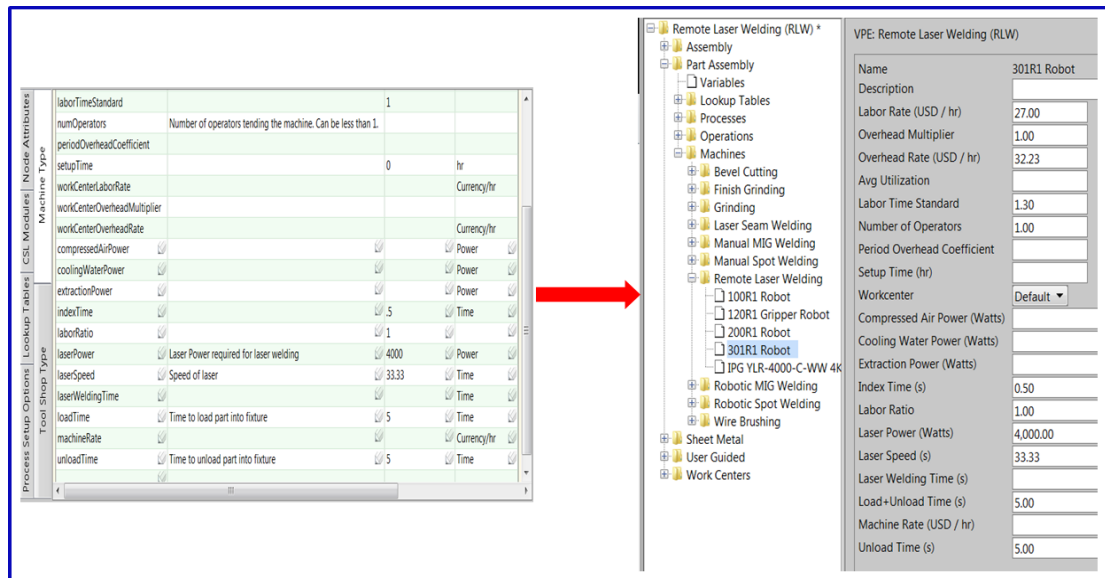 Process Setup Options
Lookup Tables
CSL Modules
Node Attributes
Tool Shop Type
Machine Type
laborTimeStandard 1
numOperators Number of operators tending the machine. Can be less than 1.
periodOverheadCoefficient
setupTime 0 hr
workCenterLaborRate Currency/hr
workCenterOverheadMultiplier
workCenterOverheadRate Currency/hr
compressedAirPower Power
coolingWaterPower Power
extractionPower Power
indexTime .5 Time
laborRatio 1
laserPower Laser Power required for laser welding 4000 Power
laserSpeed Speed of laser 33.33 Time
laserWeldingTime Time
loadTime Time to load part into fixture 5 Time
machineRate Currency/hr
unloadTime Time to unload part into fixture 5 Time
Remote Laser Welding (RLW) *
Assembly
Part Assembly
Variables
Lookup Tables
Processes
Operations
Machines
Bevel Cutting
Finish Grinding
Grinding
Laser Seam Welding
Manual MIG Welding
Manual Spot Welding
Remote Laser Welding
100R1 Robot
120R1 Gripper Robot
200R1 Robot
301R1 Robot
IPG YLR-4000-C-WW 4K
Robotic MIG Welding
Robotic Spot Welding
Wire Brushing
Sheet Metal
User Guided
Work Centers
VPE: Remote Laser Welding (RLW)
Name 301R1 Robot
Description
Labor Rate (USD / hr) 27.00
Overhead Multiplier 1.00
Overhead Rate (USD / hr) 32.23
Avg Utilization
Labor Time Standard 1.30
Number of Operators 1.00
Period Overhead Coefficient
Setup Time (hr)
Workcenter Default
Compressed Air Power (Watts)
Cooling Water Power (Watts)
Extraction Power (Watts)
Index Time (s) 0.50
Labor Ratio 1.00
Laser Power (Watts) 4,000.00
Laser Speed (s) 33.33
Laser Welding Time (s)
Load+Unload Time (s) 5.00
Machine Rate (USD / hr)
Unload Time (s) 5.00